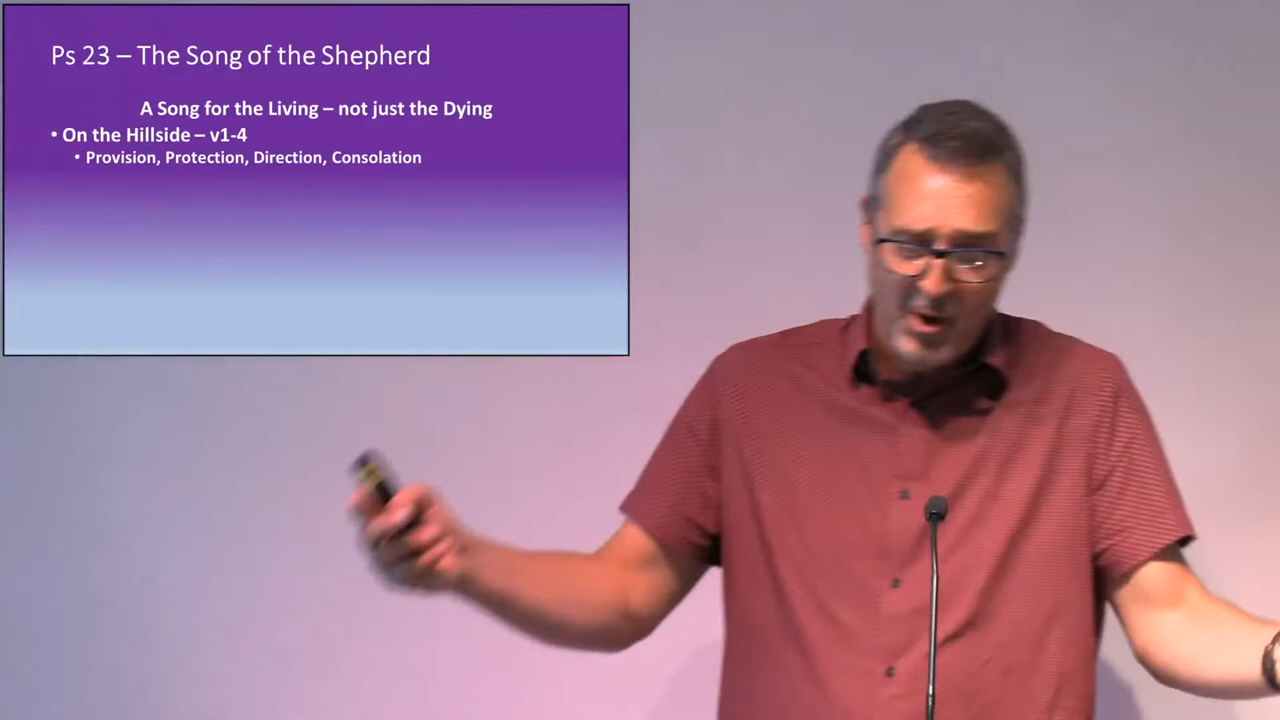 Ps 23 – The Song of the Shepherd
A Song for the Living – not just the Dying
• On the Hillside – v1-4
• Provision, Protection, Direction, Consolation